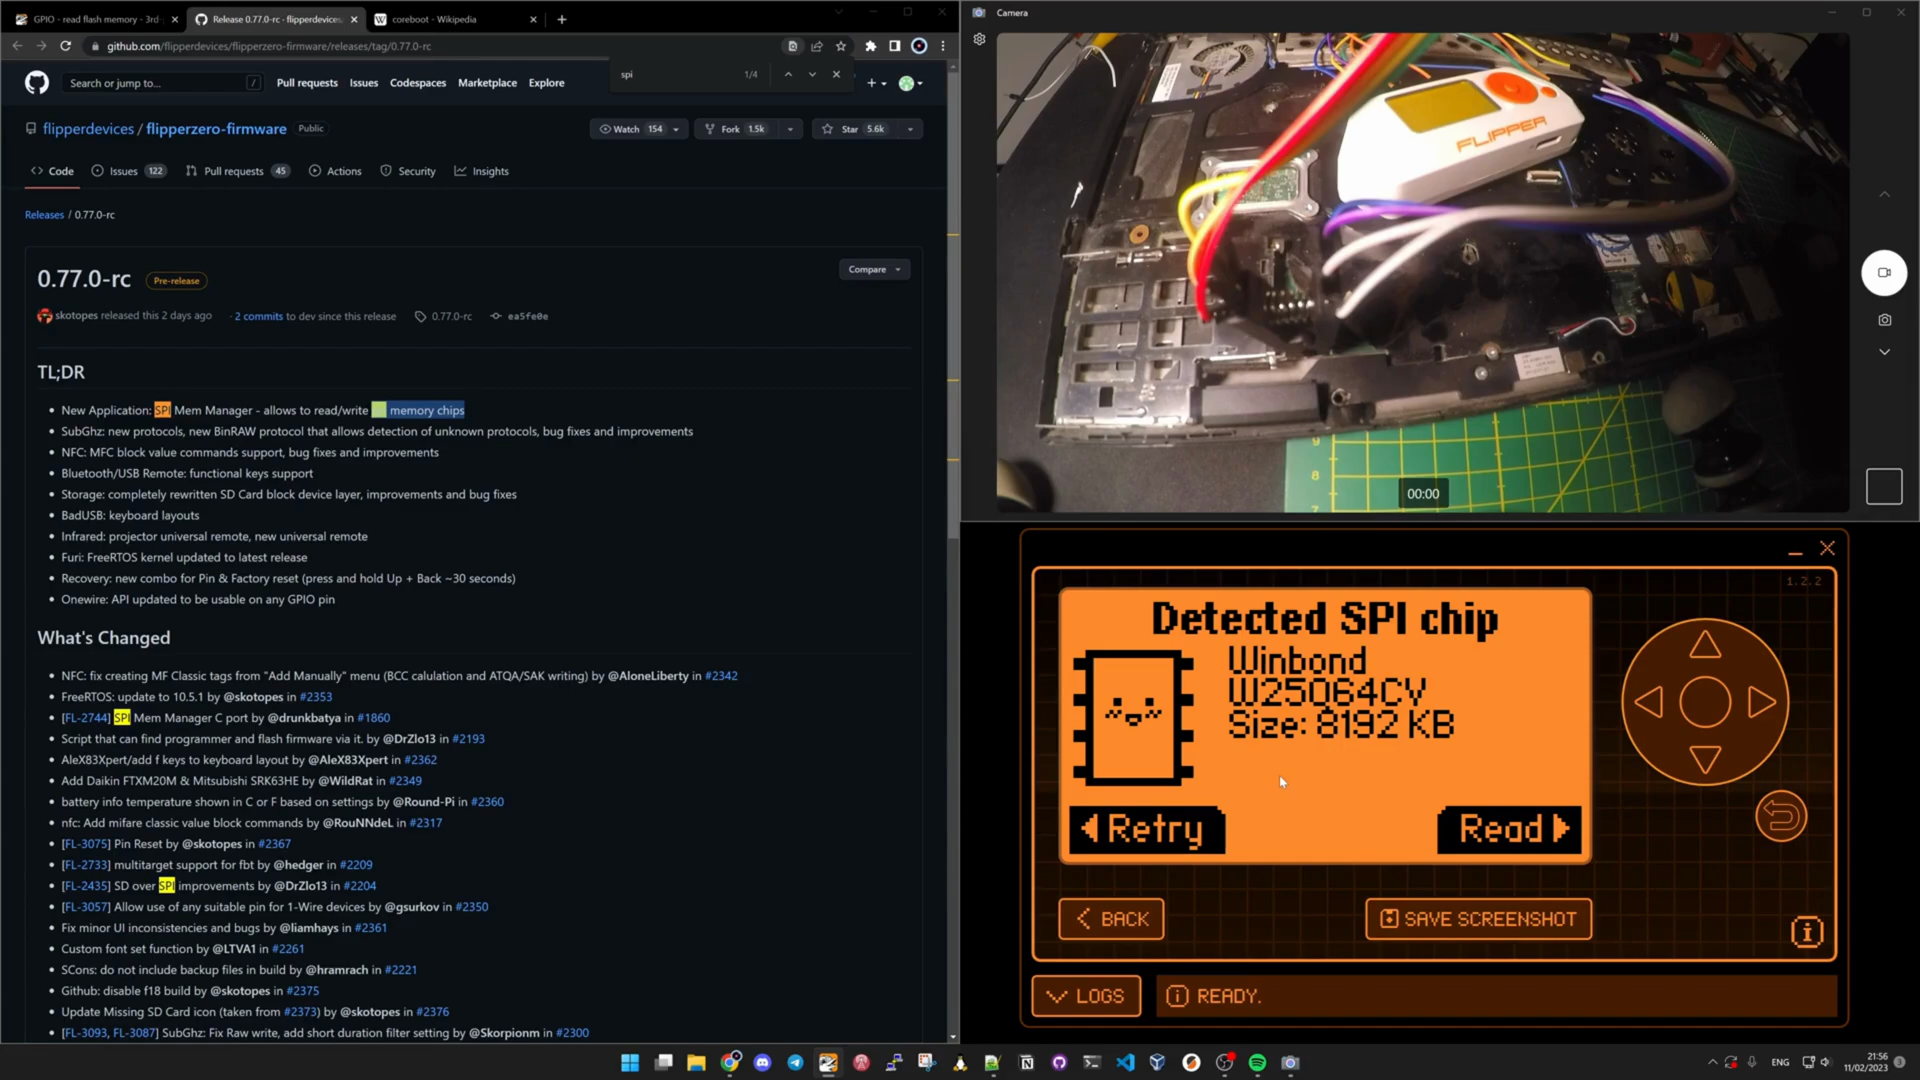 GPIO - read flash memory - 3rd
Release 0.77.0-rc · flipperdevices/
coreboot - Wikipedia
github.com/flipperdevices/flipperzero-firmware/releases/tag/0.77.0-rc
spi
1/4
Search or jump to...
/
Pull requests
Issues
Codespaces
Marketplace
Explore
flipperdevices / flipperzero-firmware
Public
Watch 154
Fork 1.5k
Star 5.6k
Code
Issues 122
Pull requests 45
Actions
Security
Insights
Releases / 0.77.0-rc
0.77.0-rc
Pre-release
Compare
skotopes released this 2 days ago
· 2 commits to dev since this release
0.77.0-rc
ea5fe0e
TL;DR
New Application: SPI Mem Manager - allows to read/write memory chips
SubGhz: new protocols, new BinRAW protocol that allows detection of unknown protocols, bug fixes and improvements
NFC: MFC block value commands support, bug fixes and improvements
Bluetooth/USB Remote: functional keys support
Storage: completely rewritten SD Card block device layer, improvements and bug fixes
BadUSB: keyboard layouts
Infrared: projector universal remote, new universal remote
Furi: FreeRTOS kernel updated to latest release
Recovery: new combo for Pin & Factory reset (press and hold Up + Back ~30 seconds)
Onewire: API updated to be usable on any GPIO pin
What's Changed
NFC: fix creating MF Classic tags from "Add Manually" menu (BCC calulation and ATQA/SAK writing) by @AloneLiberty in #2342
FreeRTOS: update to 10.5.1 by @skotopes in #2353
[FL-2744] SPI Mem Manager C port by @drunkbatya in #1860
Script that can find programmer and flash firmware via it. by @DrZlo13 in #2193
AleX83Xpert/add f keys to keyboard layout by @AleX83Xpert in #2362
Add Daikin FTXM20M & Mitsubishi SRK63HE by @WildRat in #2349
battery info temperature shown in C or F based on settings by @Round-Pi in #2360
nfc: Add mifare classic value block commands by @RouNNdeL in #2317
[FL-3075] Pin Reset by @skotopes in #2367
[FL-2733] multitarget support for fbt by @hedger in #2209
[FL-2435] SD over SPI improvements by @DrZlo13 in #2204
[FL-3057] Allow use of any suitable pin for 1-Wire devices by @gsurkov in #2350
Fix minor UI inconsistencies and bugs by @liamhays in #2361
Custom font set function by @LTVA1 in #2261
SCons: do not include backup files in build by @hramrach in #2221
Github: disable f18 build by @skotopes in #2375
Update Missing SD Card icon (taken from #2373) by @skotopes in #2376
[FL-3093, FL-3087] SubGhz: Fix Raw write, add short duration filter setting by @Skorpionm in #2300
Camera
FLIPPER
9
8
00:00
1.2.2
Detected SPI chip
Winbond
W25Q64CV
Size: 8192 KB
Retry
Read
BACK
SAVE SCREENSHOT
LOGS
READY.
ENG
21:56
11/02/2023